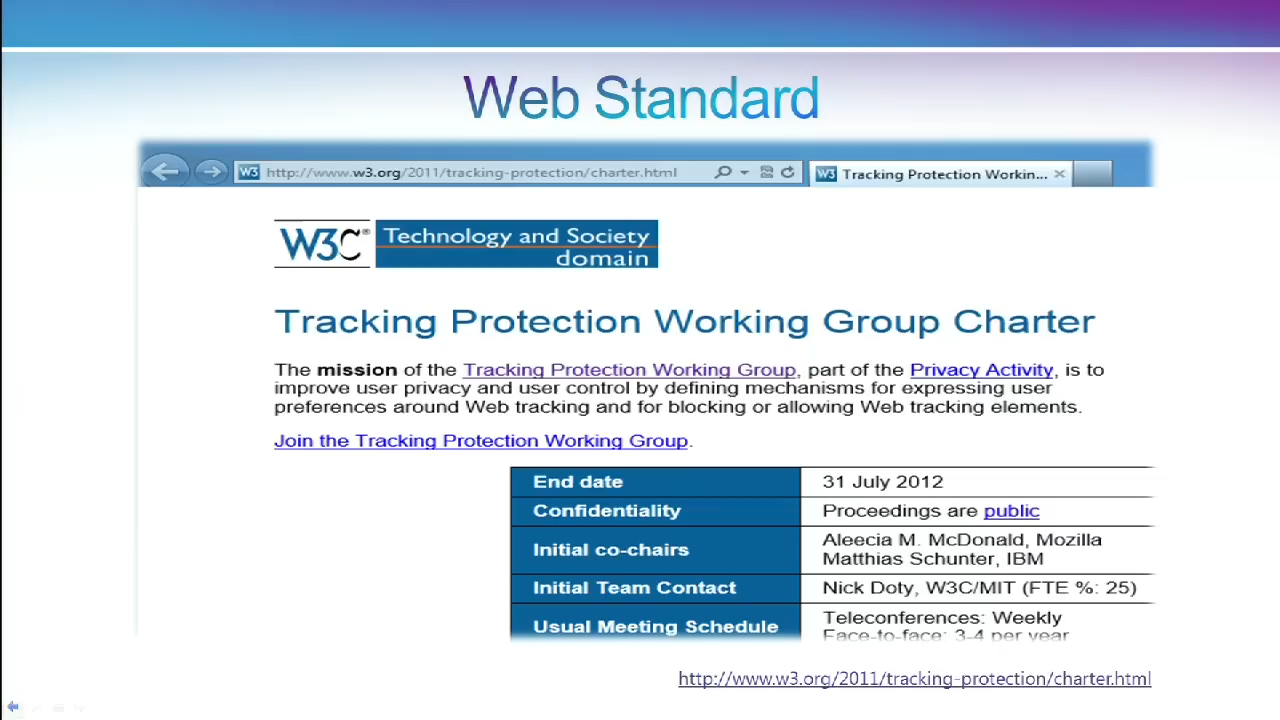 Web Standard
W3 http://www.w3.org/2011/tracking-protection/charter.html
W3 Tracking Protection Workin...
W3C® Technology and Society
domain
Tracking Protection Working Group Charter
The mission of the Tracking Protection Working Group, part of the Privacy Activity, is to
improve user privacy and user control by defining mechanisms for expressing user
preferences around Web tracking and for blocking or allowing Web tracking elements.
Join the Tracking Protection Working Group.
End date 31 July 2012
Confidentiality Proceedings are public
Initial co-chairs Aleecia M. McDonald, Mozilla
Matthias Schunter, IBM
Initial Team Contact Nick Doty, W3C/MIT (FTE %: 25)
Usual Meeting Schedule Teleconferences: Weekly
Face-to-face: 3-4 per year
http://www.w3.org/2011/tracking-protection/charter.html